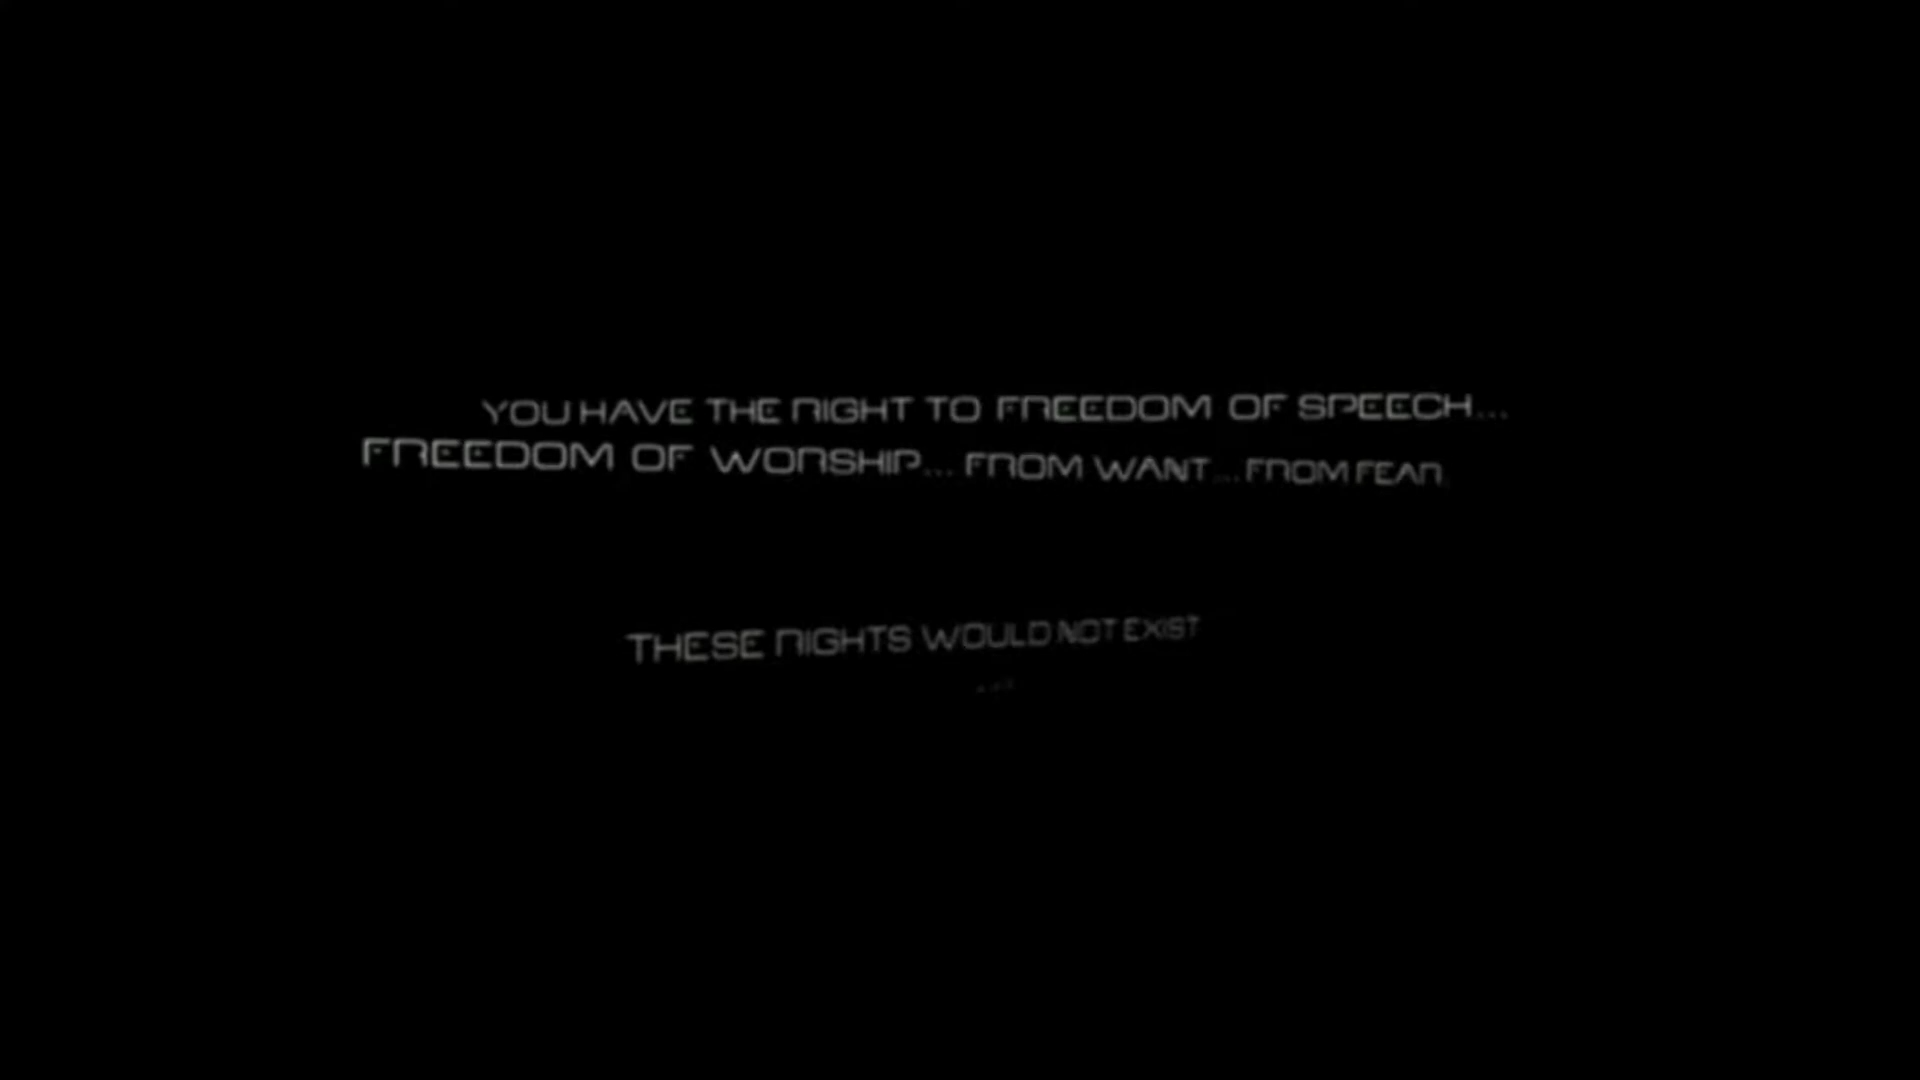 YOU HAVE THE RIGHT TO FREEDOM OF SPEECH...
FREEDOM OF WORSHIP... FROM WANT... FROM FEAR.
THESE RIGHTS WOULD NOT EXIST